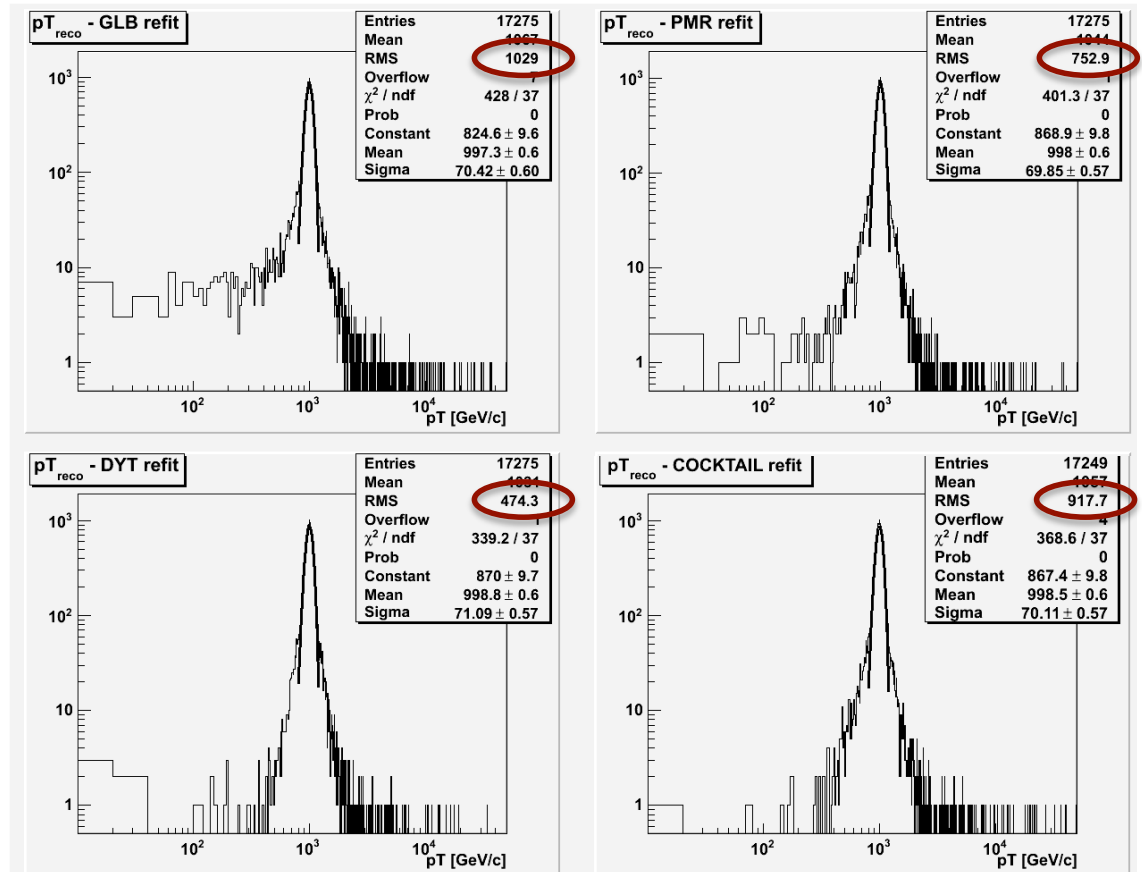 pTreco - GLB refit
Entries 17275
Mean 1067
RMS 1029
Overflow 7
χ2 / ndf 428 / 37
Prob 0
Constant 824.6 ± 9.6
Mean 997.3 ± 0.6
Sigma 70.42 ± 0.60
103
102
10
1
102 103 104
pT [GeV/c]
pTreco - PMR refit
Entries 17275
Mean 1044
RMS 752.9
Overflow 1
χ2 / ndf 401.3 / 37
Prob 0
Constant 868.9 ± 9.8
Mean 998 ± 0.6
Sigma 69.85 ± 0.57
103
102
10
1
102 103 104
pT [GeV/c]
pTreco - DYT refit
Entries 17275
Mean 1031
RMS 474.3
Overflow 1
χ2 / ndf 339.2 / 37
Prob 0
Constant 870 ± 9.7
Mean 998.8 ± 0.6
Sigma 71.09 ± 0.57
103
102
10
1
102 103 104
pT [GeV/c]
pTreco - COCKTAIL refit
Entries 17249
Mean 1057
RMS 917.7
Overflow 4
χ2 / ndf 368.6 / 37
Prob 0
Constant 867.4 ± 9.8
Mean 998.5 ± 0.6
Sigma 70.11 ± 0.57
103
102
10
1
102 103 104
pT [GeV/c]